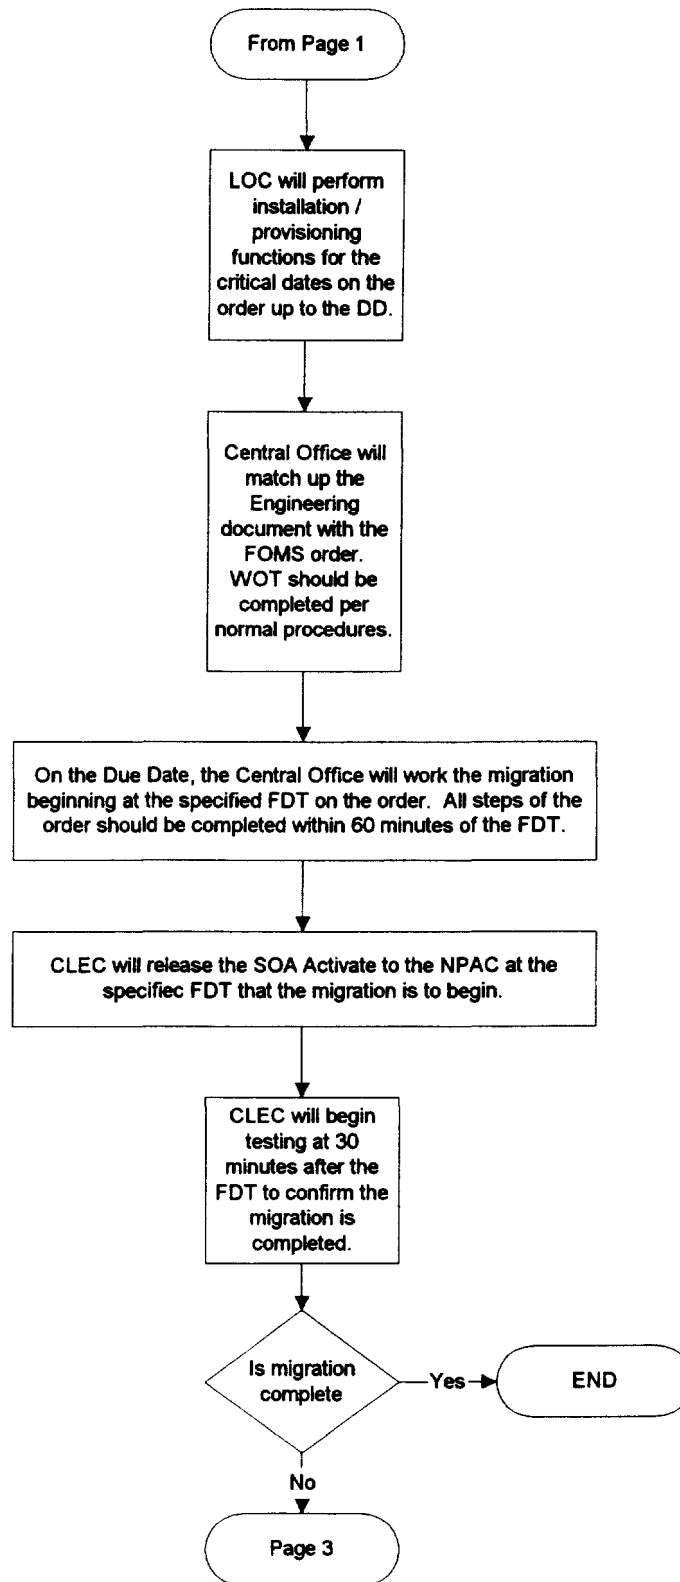 From Page 1
LOC will perform
installation /
provisioning
functions for the
critical dates on the
order up to the DD.
Central Office will
match up the
Engineering
document with the
FOMS order.
WOT should be
completed per
normal procedures.
On the Due Date, the Central Office will work the migration
beginning at the specified FDT on the order.  All steps of the
order should be completed within 60 minutes of the FDT.
CLEC will release the SOA Activate to the NPAC at the
specifiec FDT that the migration is to begin.
CLEC will begin
testing at 30
minutes after the
FDT to confirm the
migration is
completed.
Is migration
complete
Yes
END
No
Page 3